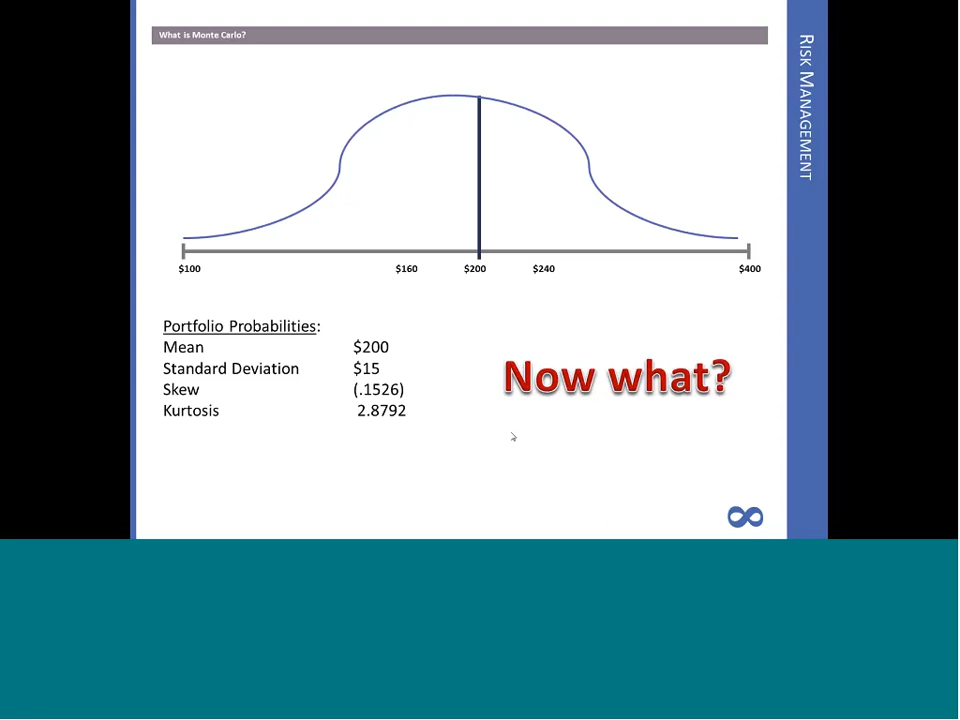 What is Monte Carlo?
RISK MANAGEMENT
$100 $160 $200 $240 $400
Portfolio Probabilities:
Mean $200
Standard Deviation $15
Skew (.1526)
Kurtosis 2.8792
Now what?
8